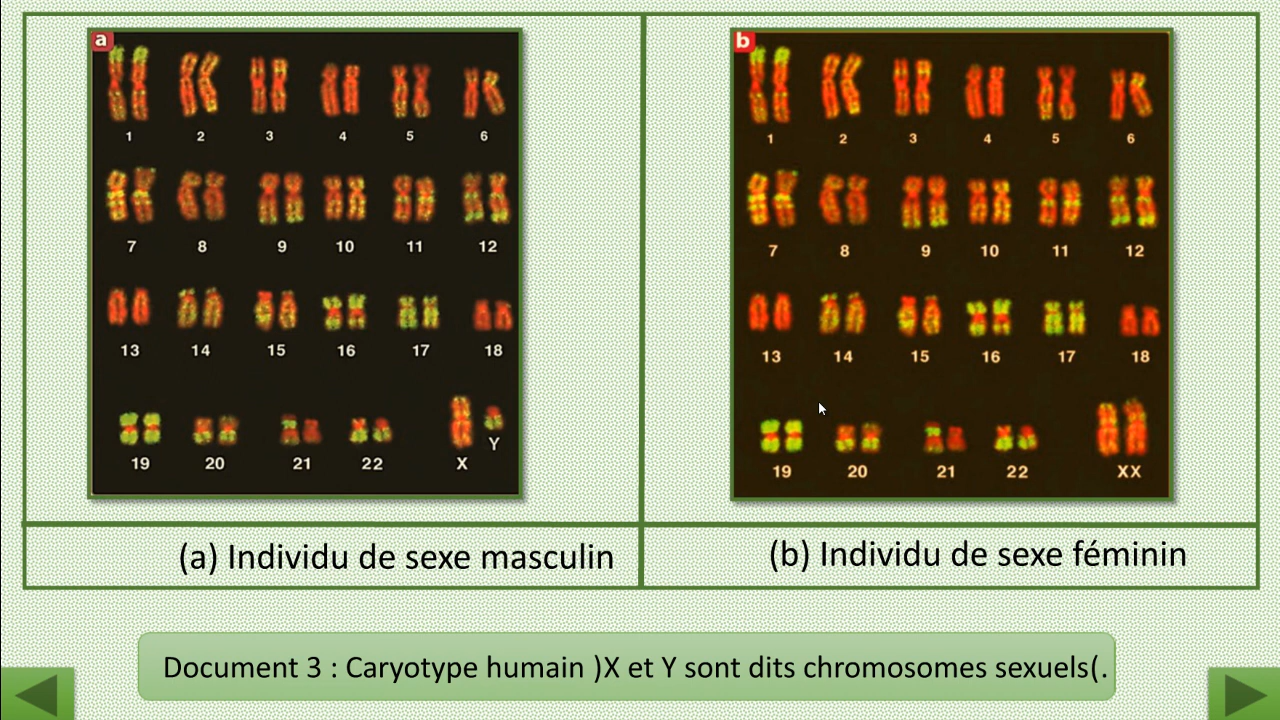 a
1 2 3 4 5 6
7 8 9 10 11 12
13 14 15 16 17 18
Y
19 20 21 22 X
b
1 2 3 4 5 6
7 8 9 10 11 12
13 14 15 16 17 18
19 20 21 22 XX
(a) Individu de sexe masculin
(b) Individu de sexe féminin
Document 3 : Caryotype humain )X et Y sont dits chromosomes sexuels(.